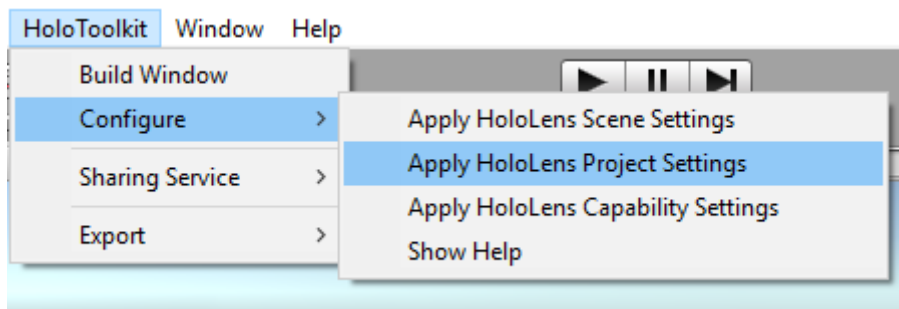 HoloToolkit Window Help
Build Window
Configure
Apply HoloLens Scene Settings
Apply HoloLens Project Settings
Sharing Service
Apply HoloLens Capability Settings
Export
Show Help